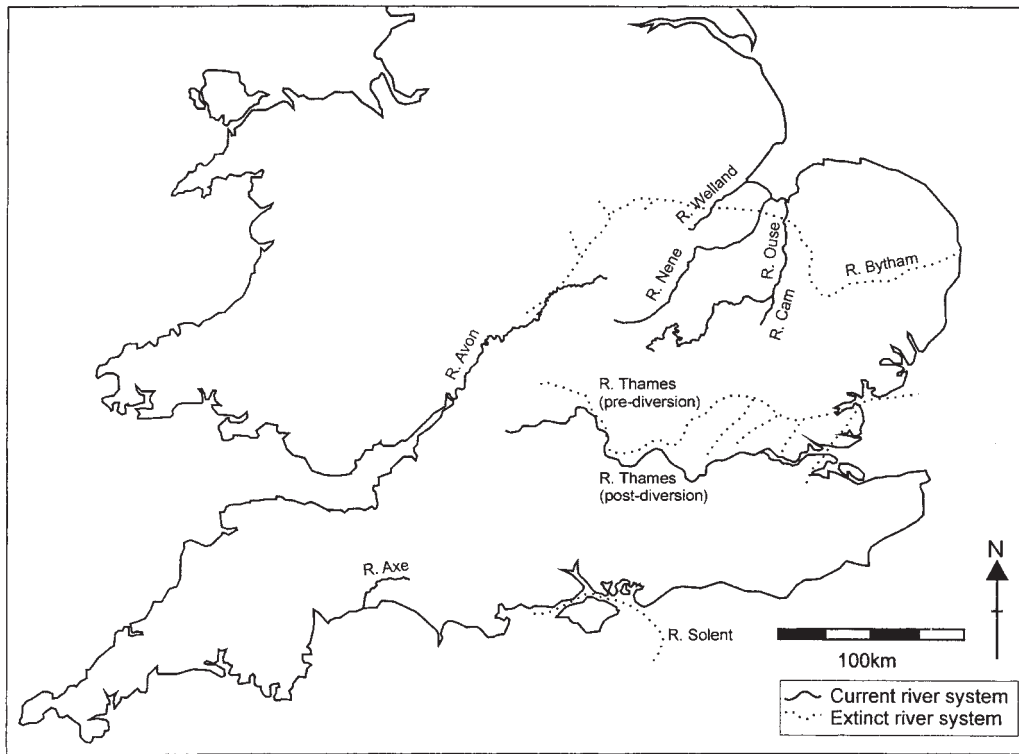 R. Welland
R. Nene
R. Ouse
R. Bytham
R. Cam
R. Avon
R. Thames
(pre-diversion)
R. Thames
(post-diversion)
R. Axe
R. Solent
N
100km
Current river system
Extinct river system